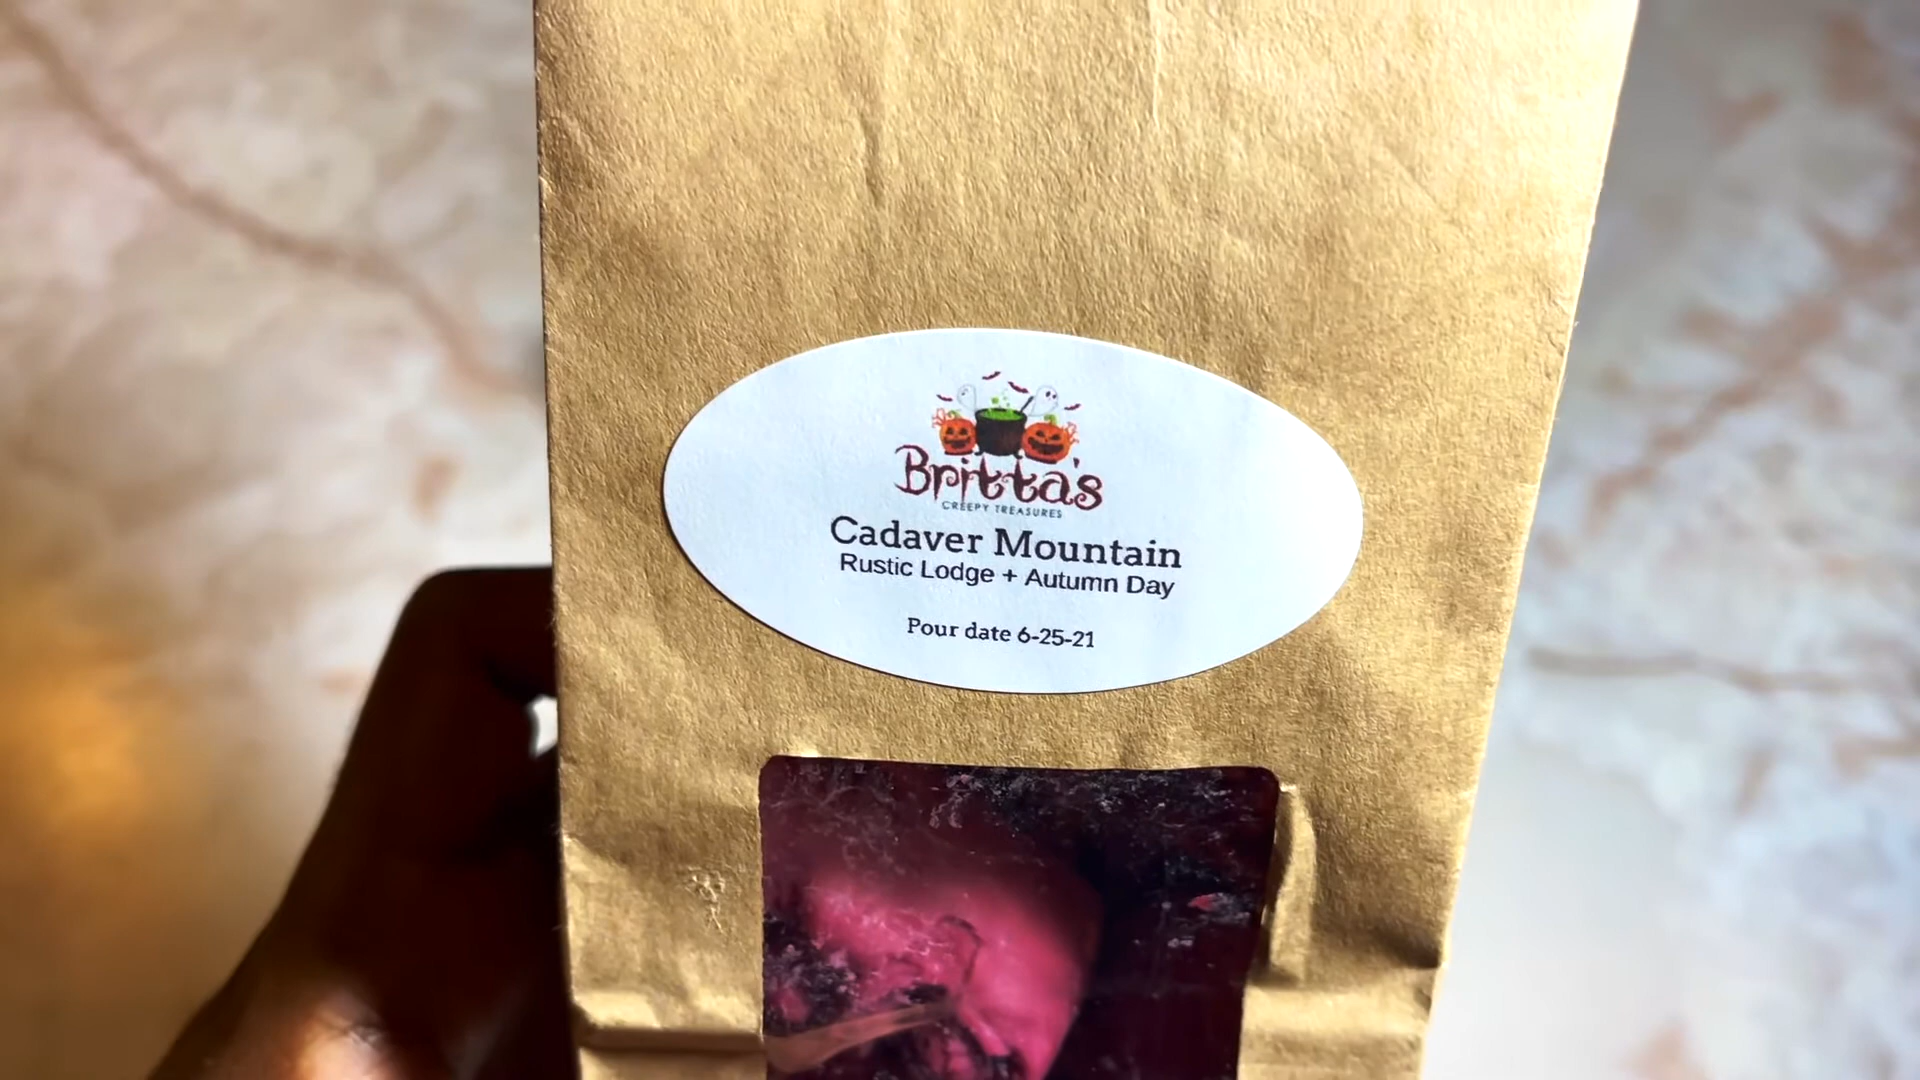 Britta's
CREEPY TREASURES
Cadaver Mountain
Rustic Lodge + Autumn Day
Pour date 6-25-21